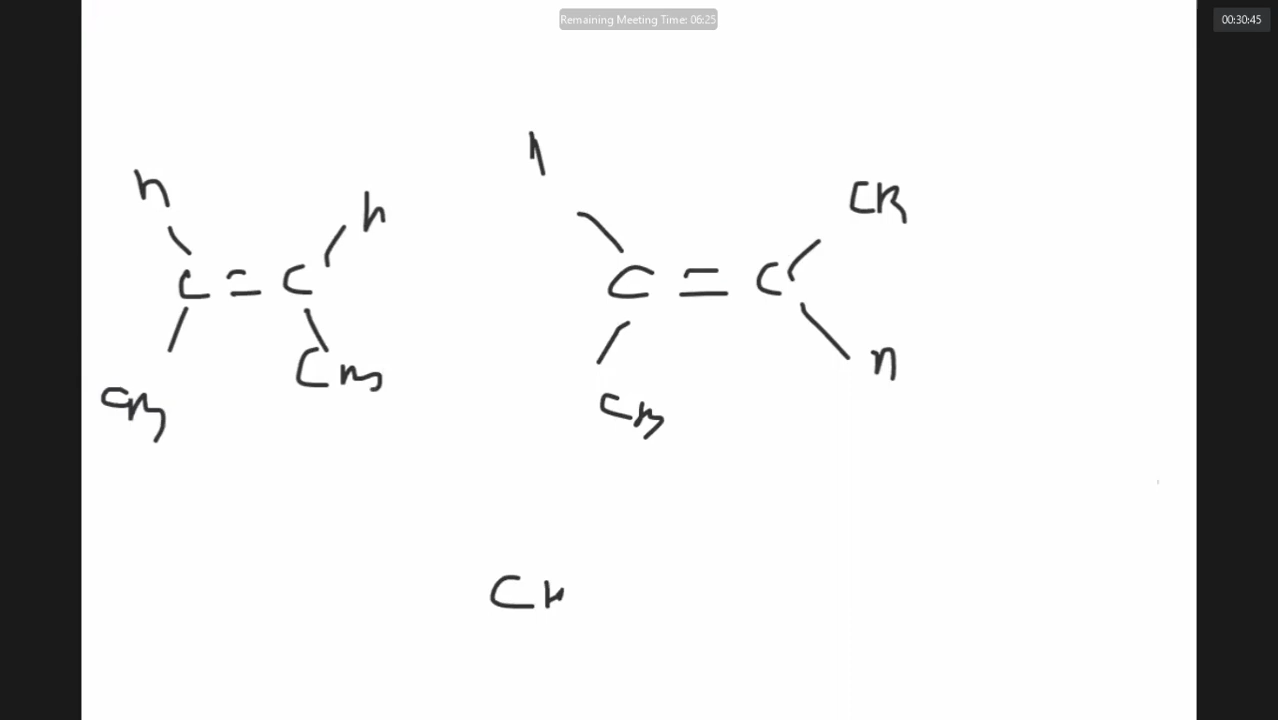 Remaining Meeting Time: 06:25
00:30:45
h
h
C = C
CH3
CH3
H
CH3
C = C
H
CH3
CH